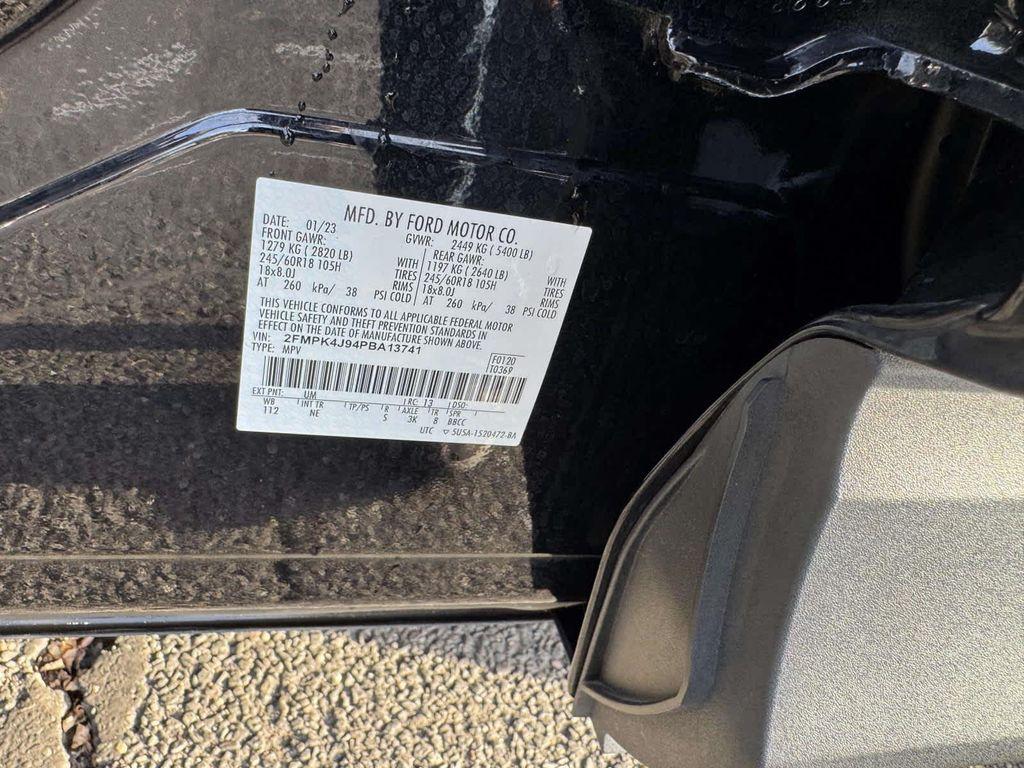 MFD. BY FORD MOTOR CO.
DATE: 01/23 GVWR: 2449 KG ( 5400 LB)
FRONT GAWR: REAR GAWR:
1279 KG ( 2820 LB) WITH 1197 KG ( 2640 LB) WITH
245/60R18 105H TIRES 245/60R18 105H TIRES
18x8.0J RIMS 18x8.0J RIMS
AT 260 kPa/ 38 PSI COLD AT 260 kPa/ 38 PSI COLD
THIS VEHICLE CONFORMS TO ALL APPLICABLE FEDERAL MOTOR
VEHICLE SAFETY AND THEFT PREVENTION STANDARDS IN
EFFECT ON THE DATE OF MANUFACTURE SHOWN ABOVE.
VIN: 2FMPK4J94PBA13741
TYPE: MPV
F0120
T0369
EXT PNT: UM RC: 13 DSO:
WB INT TR TP/PS R AXLE TR SPR
112 NE S 3K 8 BBCC
UTC ▽ 5U5A-1520472-BA